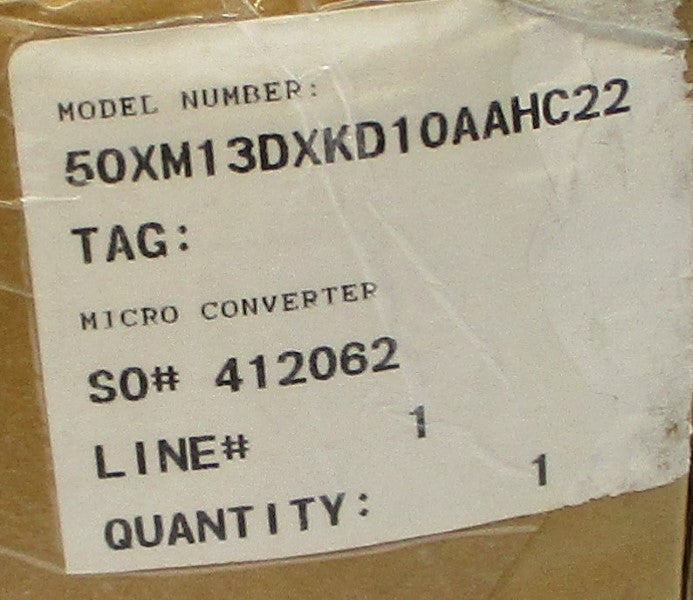 MODEL NUMBER:
50XM13DXKD10AAHC22
TAG:
MICRO CONVERTER
SO# 412062
LINE# 1
QUANTITY: 1